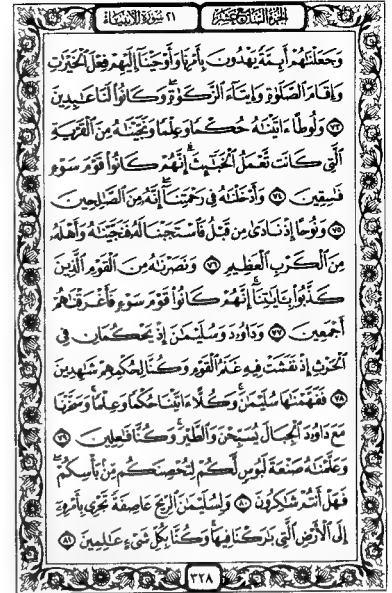 الجزء السابع عشر ٢١ سورة الأنبياء
وَجَعَلْنَٰهُمْ أَئِمَّةً يَهْدُونَ بِأَمْرِنَا وَأَوْحَيْنَآ إِلَيْهِمْ فِعْلَ ٱلْخَيْرَٰتِ
وَإِقَامَ ٱلصَّلَوٰةِ وَإِيتَآءَ ٱلزَّكَوٰةِ ۖ وَكَانُوا۟ لَنَا عَٰبِدِينَ
٧٣ وَلُوطًا ءَاتَيْنَٰهُ حُكْمًا وَعِلْمًا وَنَجَّيْنَٰهُ مِنَ ٱلْقَرْيَةِ
ٱلَّتِى كَانَت تَّعْمَلُ ٱلْخَبَٰٓئِثَ ۗ إِنَّهُمْ كَانُوا۟ قَوْمَ سَوْءٍ
فَٰسِقِينَ ٧٤ وَأَدْخَلْنَٰهُ فِى رَحْمَتِنَآ ۖ إِنَّهُۥ مِنَ ٱلصَّٰلِحِينَ
٧٥ وَنُوحًا إِذْ نَادَىٰ مِن قَبْلُ فَٱسْتَجَبْنَا لَهُۥ فَنَجَّيْنَٰهُ وَأَهْلَهُۥ
مِنَ ٱلْكَرْبِ ٱلْعَظِيمِ ٧٦ وَنَصَرْنَٰهُ مِنَ ٱلْقَوْمِ ٱلَّذِينَ
كَذَّبُوا۟ بِـَٔايَٰتِنَآ ۚ إِنَّهُمْ كَانُوا۟ قَوْمَ سَوْءٍ فَأَغْرَقْنَٰهُمْ
أَجْمَعِينَ ٧٧ وَدَاوُۥدَ وَسُلَيْمَٰنَ إِذْ يَحْكُمَانِ فِى
ٱلْحَرْثِ إِذْ نَفَشَتْ فِيهِ غَنَمُ ٱلْقَوْمِ وَكُنَّا لِحُكْمِهِمْ شَٰهِدِينَ
٧٨ فَفَهَّمْنَٰهَا سُلَيْمَٰنَ ۚ وَكُلًّا ءَاتَيْنَا حُكْمًا وَعِلْمًا ۚ وَسَخَّرْنَا
مَعَ دَاوُۥدَ ٱلْجِبَالَ يُسَبِّحْنَ وَٱلطَّيْرَ ۚ وَكُنَّا فَٰعِلِينَ ٧٩
وَعَلَّمْنَٰهُ صَنْعَةَ لَبُوسٍ لَّكُمْ لِتُحْصِنَكُم مِّنۢ بَأْسِكُمْ ۖ
فَهَلْ أَنتُمْ شَٰكِرُونَ ٨٠ وَلِسُلَيْمَٰنَ ٱلرِّيحَ عَاصِفَةً تَجْرِى بِأَمْرِهِۦٓ
إِلَى ٱلْأَرْضِ ٱلَّتِى بَٰرَكْنَا فِيهَا ۚ وَكُنَّا بِكُلِّ شَىْءٍ عَٰلِمِينَ ٨١
٣٢٨